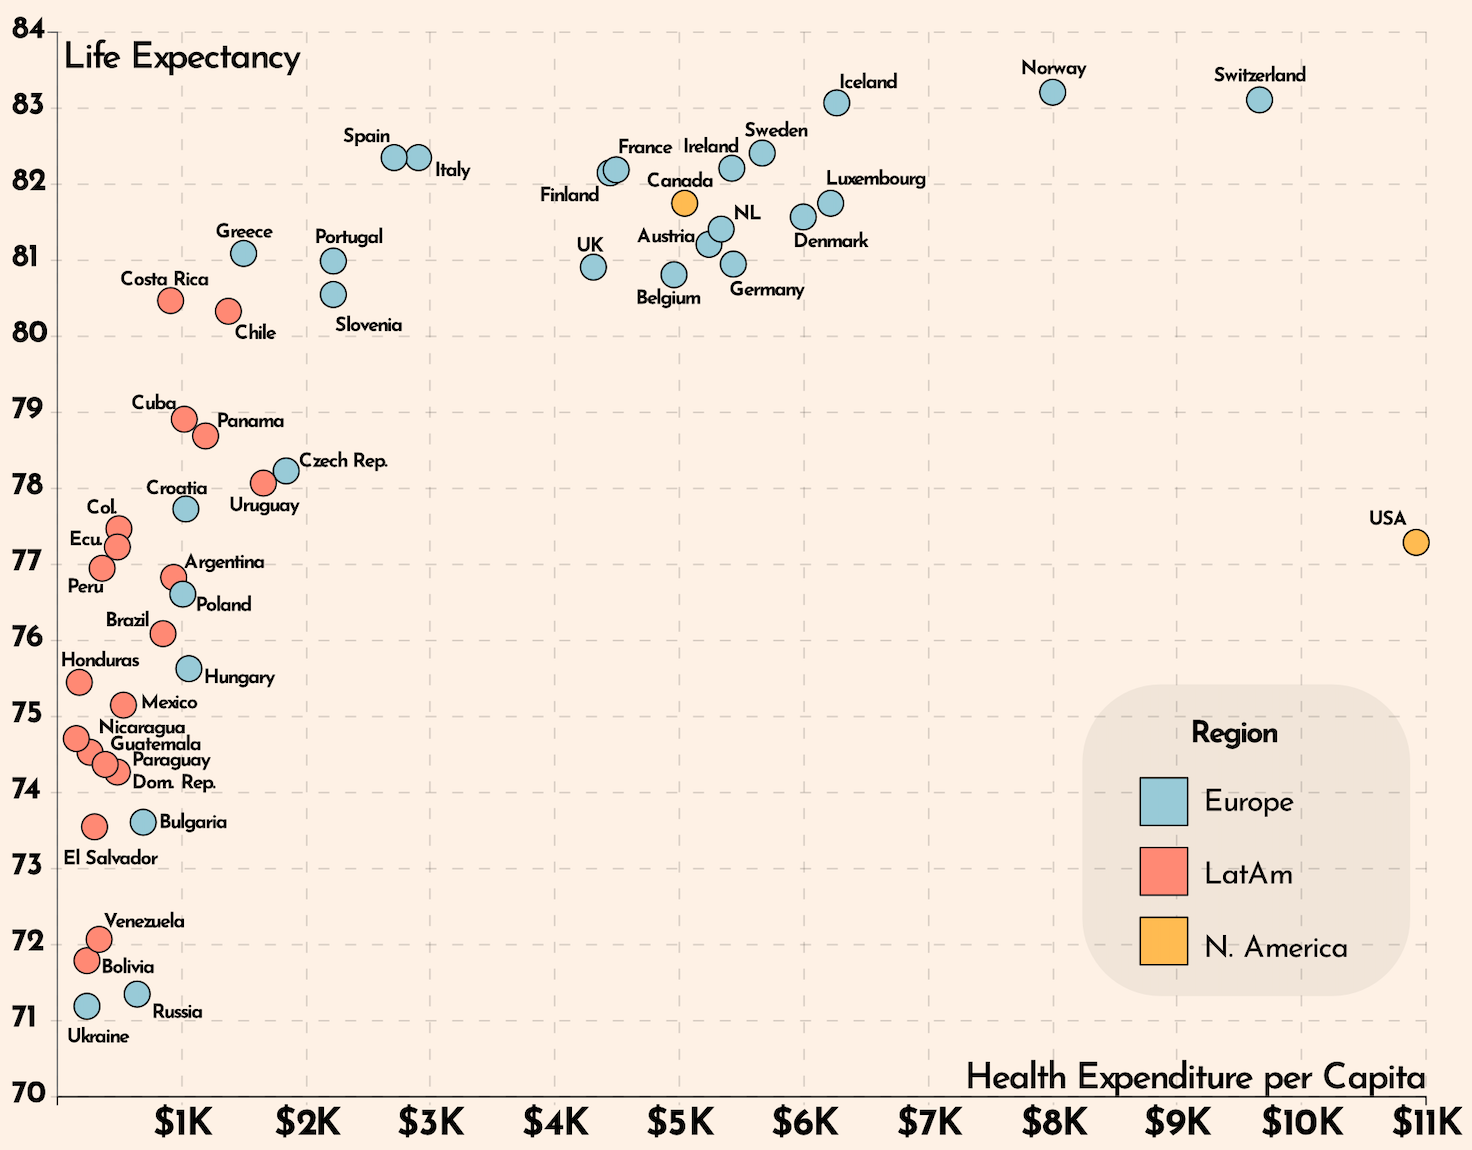 84
Life Expectancy
Norway
Switzerland
Iceland
83
Sweden
Spain
France
Ireland
Italy
82
Canada
Luxembourg
Finland
NL
Greece
Portugal
Austria
Denmark
UK
81
Costa Rica
Germany
Belgium
Slovenia
Chile
80
Cuba
79
Panama
Czech Rep.
Croatia
78
Uruguay
Col.
USA
Ecu.
77
Argentina
Peru
Poland
Brazil
76
Honduras
Hungary
Mexico
75
Nicaragua
Guatemala
Paraguay
Dom. Rep.
74
Bulgaria
El Salvador
73
Venezuela
72
Bolivia
Russia
71
Ukraine
70
Region
Europe
LatAm
N. America
Health Expenditure per Capita
$1K $2K $3K $4K $5K $6K $7K $8K $9K $10K $11K